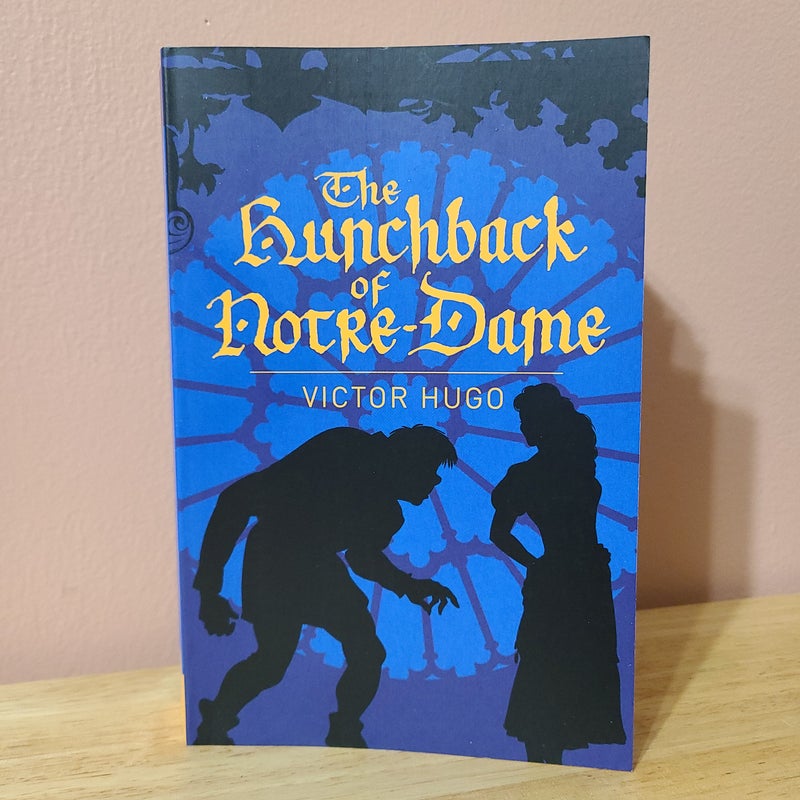 The
Hunchback
of
Notre-Dame
VICTOR HUGO